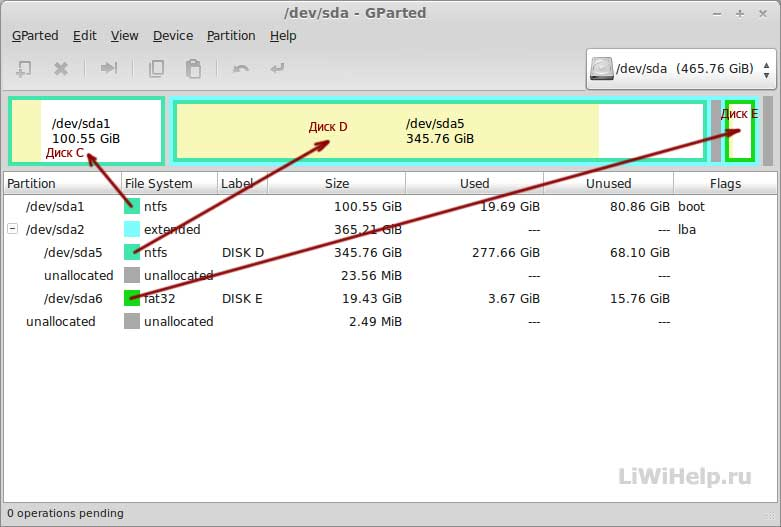 /dev/sda - GParted
GParted Edit View Device Partition Help
/dev/sda (465.76 GiB)
/dev/sda1
100.55 GiB
Диск C
Диск D
/dev/sda5
345.76 GiB
Диск E
Partition File System Label Size Used Unused Flags
/dev/sda1 ntfs 100.55 GiB 19.69 GiB 80.86 GiB boot
/dev/sda2 extended 365.21 GiB --- --- lba
/dev/sda5 ntfs DISK D 345.76 GiB 277.66 GiB 68.10 GiB
unallocated unallocated 23.56 MiB --- ---
/dev/sda6 fat32 DISK E 19.43 GiB 3.67 GiB 15.76 GiB
unallocated unallocated 2.49 MiB --- ---
LiWiHelp.ru
0 operations pending